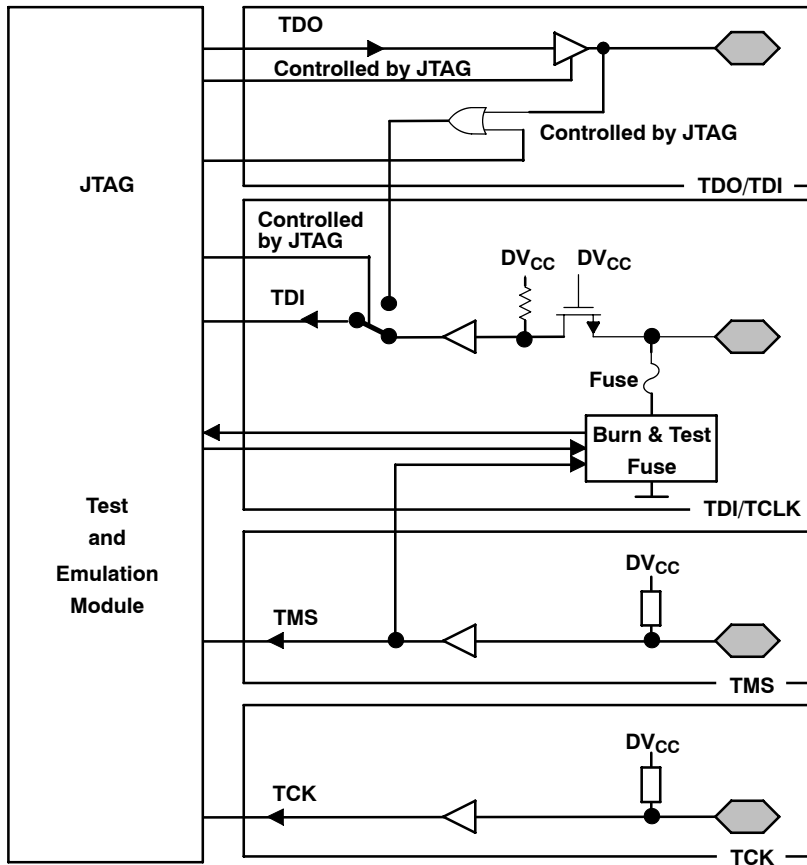 TDO
Controlled by JTAG
Controlled by JTAG
JTAG
TDO/TDI
Controlled
by JTAG
DVCC
DVCC
TDI
Fuse
Burn & Test
Fuse
TDI/TCLK
Test
and
Emulation
Module
DVCC
TMS
TMS
DVCC
TCK
TCK